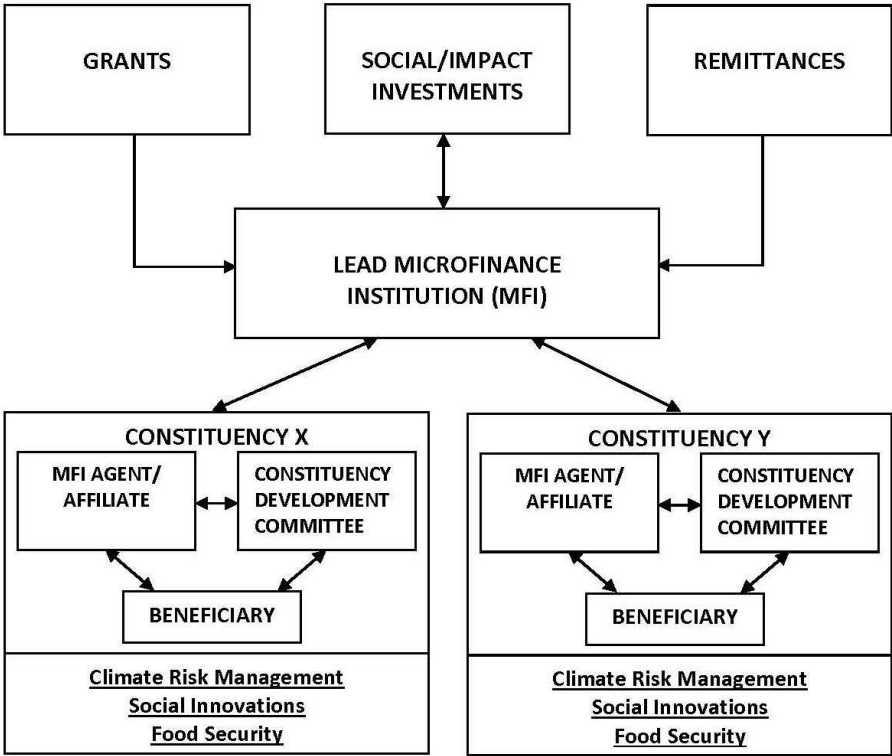 GRANTS
SOCIAL/IMPACT
INVESTMENTS
REMITTANCES
LEAD MICROFINANCE
INSTITUTION (MFI)
CONSTITUENCY X
MFI AGENT/
AFFILIATE
CONSTITUENCY
DEVELOPMENT
COMMITTEE
BENEFICIARY
Climate Risk Management
Social Innovations
Food Security
CONSTITUENCY Y
MFI AGENT/
AFFILIATE
CONSTITUENCY
DEVELOPMENT
COMMITTEE
BENEFICIARY
Climate Risk Management
Social Innovations
Food Security